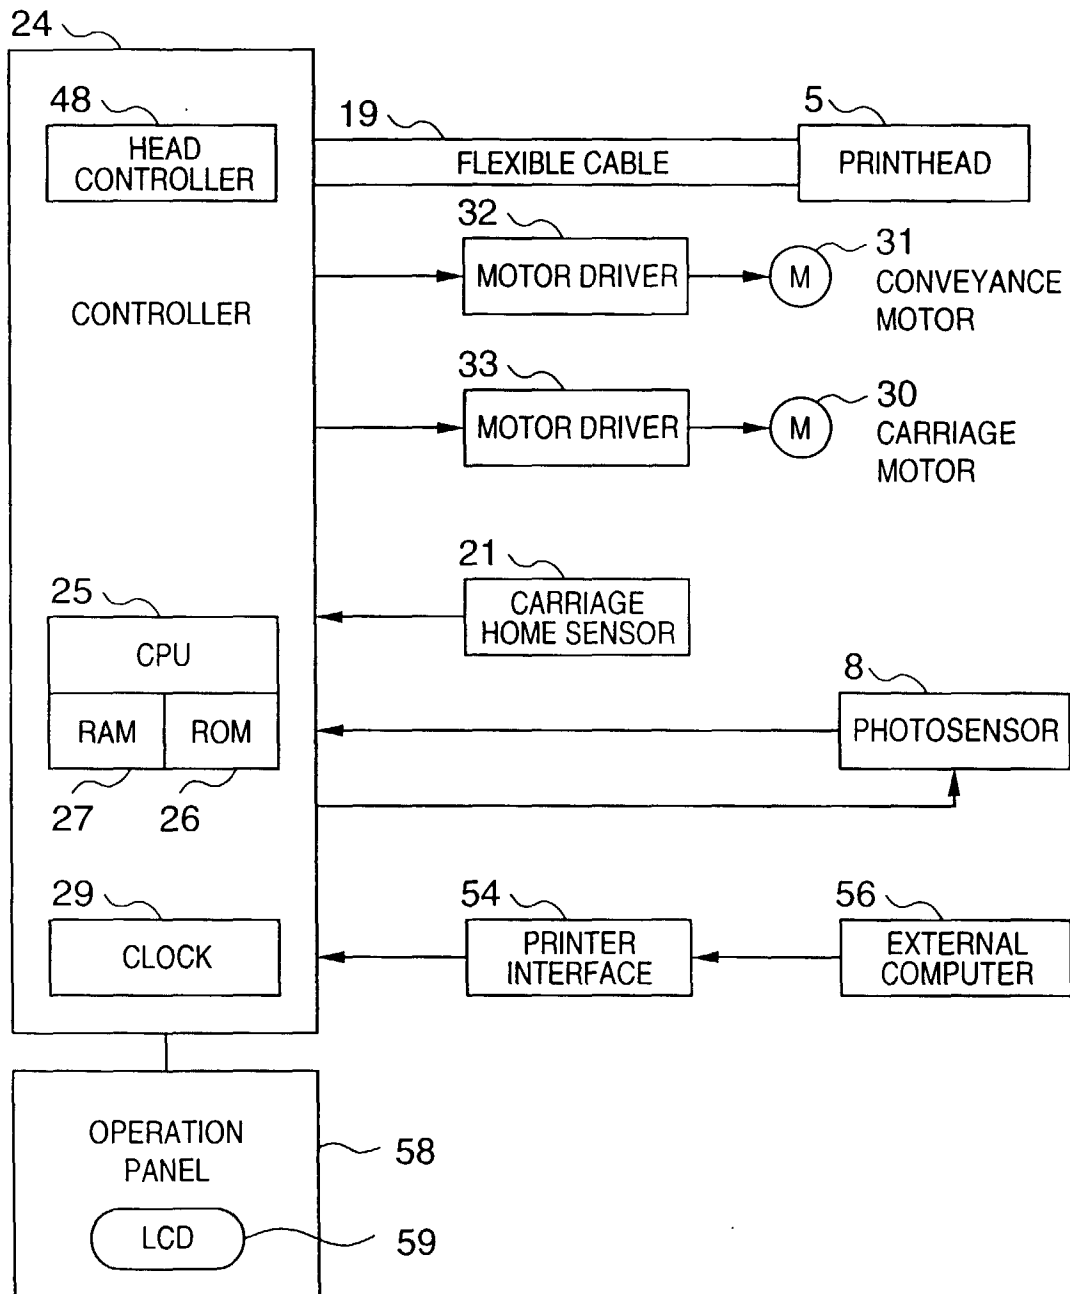 24
48
HEAD
CONTROLLER
19
FLEXIBLE CABLE
5
PRINTHEAD
32
MOTOR DRIVER
M
31
CONVEYANCE
MOTOR
CONTROLLER
33
MOTOR DRIVER
M
30
CARRIAGE
MOTOR
21
CARRIAGE
HOME SENSOR
25
CPU
RAM
ROM
27
26
8
PHOTOSENSOR
29
CLOCK
54
PRINTER
INTERFACE
56
EXTERNAL
COMPUTER
OPERATION
PANEL
58
LCD
59